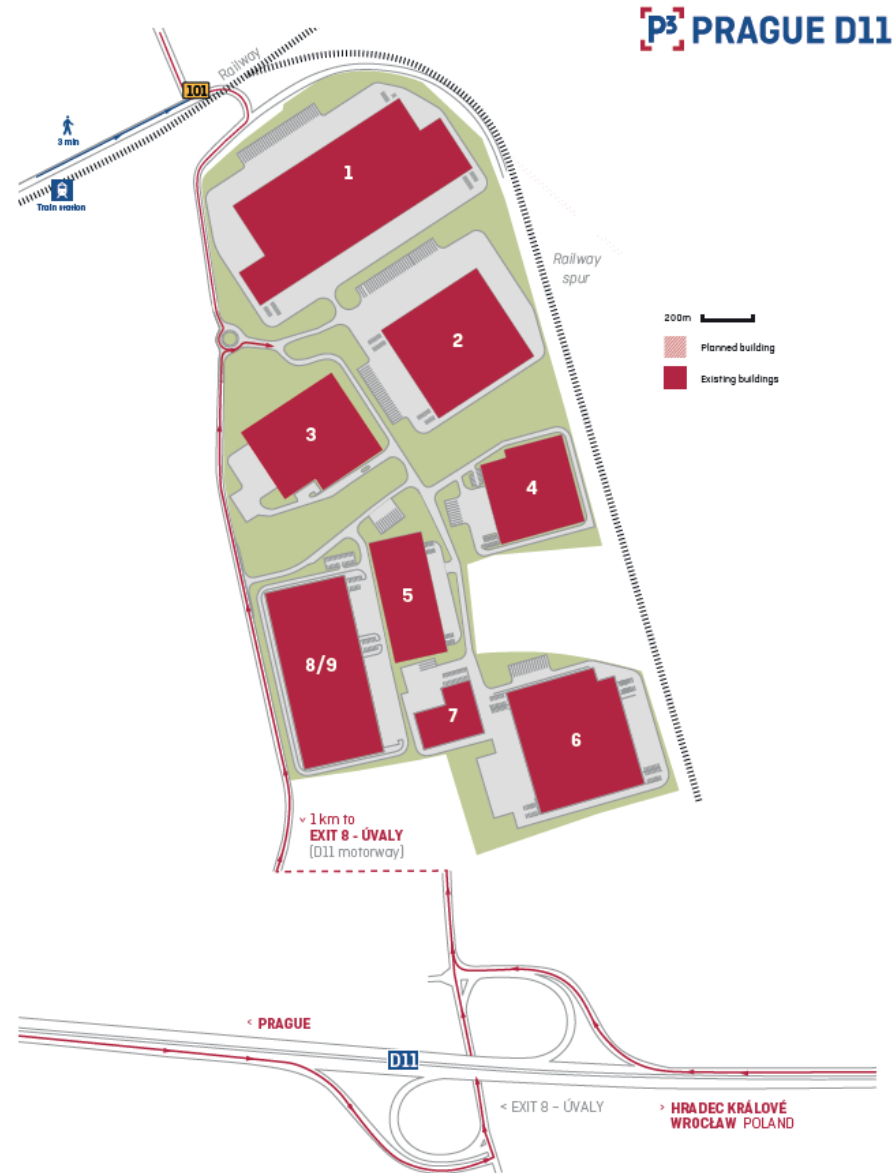 P3 PRAGUE D11
Railway
101
3 min
Train station
1
Railway
spur
2
200m
Planned building
Existing buildings
3
4
5
8/9
7
6
˅ 1 km to
EXIT 8 - ÚVALY
(D11 motorway)
< PRAGUE
D11
< EXIT 8 - ÚVALY
> HRADEC KRÁLOVÉ
WROCŁAW POLAND